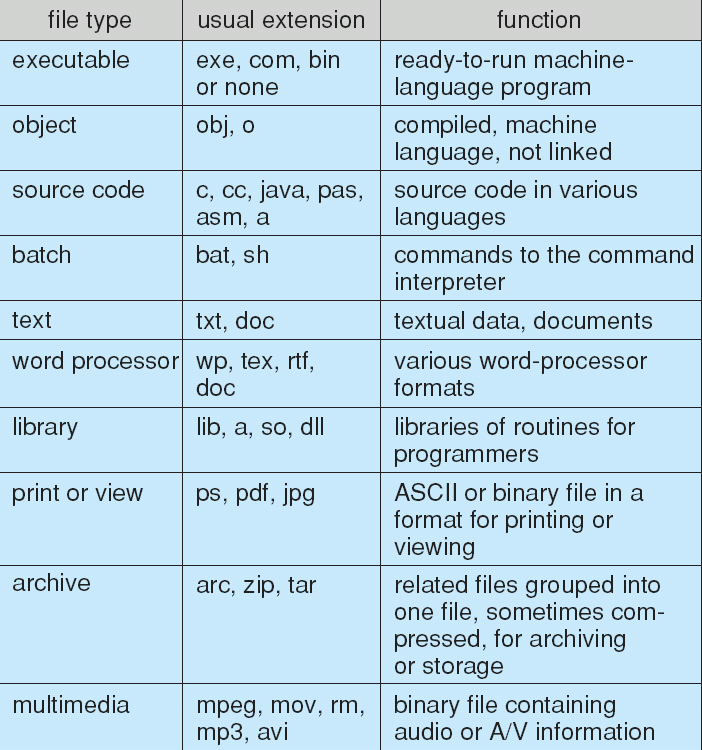 file type usual extension function
executable exe, com, bin ready-to-run machine-
or none language program
object obj, o compiled, machine
language, not linked
source code c, cc, java, pas, source code in various
asm, a languages
batch bat, sh commands to the command
interpreter
text txt, doc textual data, documents
word processor wp, tex, rtf, various word-processor
doc formats
library lib, a, so, dll libraries of routines for
programmers
print or view ps, pdf, jpg ASCII or binary file in a
format for printing or
viewing
archive arc, zip, tar related files grouped into
one file, sometimes com-
pressed, for archiving
or storage
multimedia mpeg, mov, rm, binary file containing
mp3, avi audio or A/V information